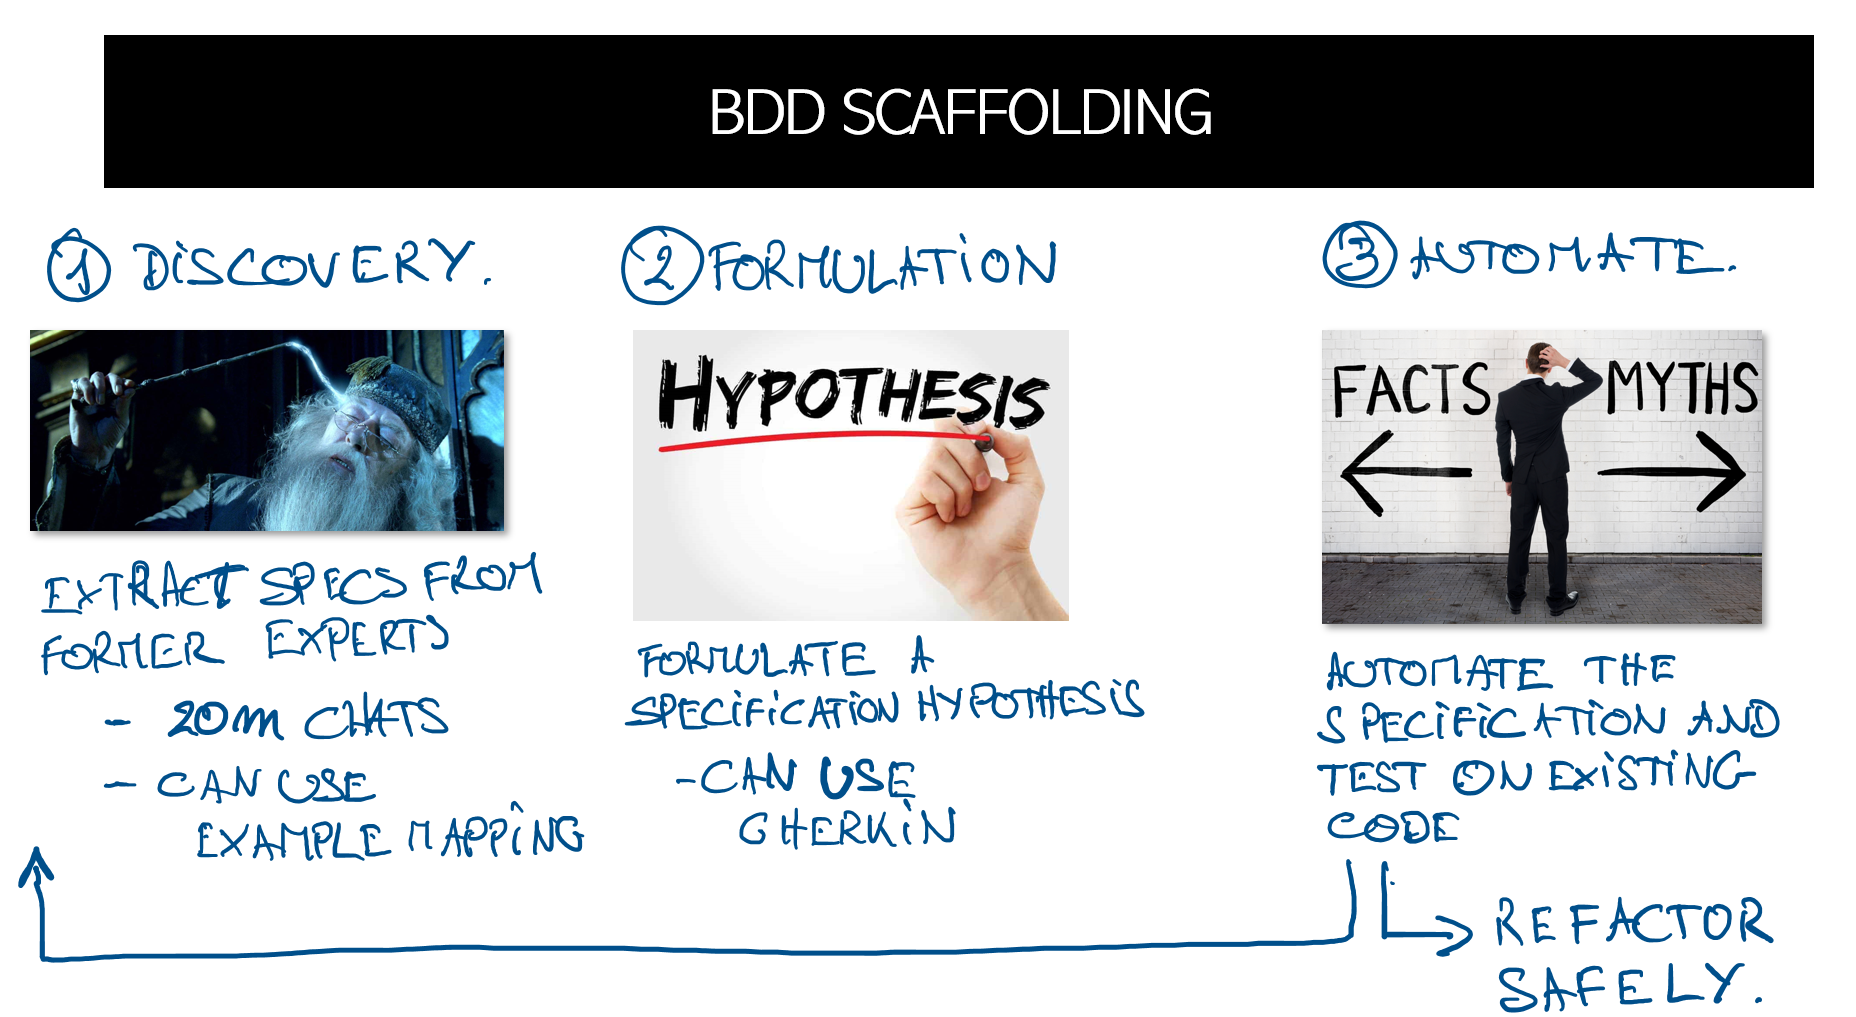 BDD SCAFFOLDING
1 DISCOVERY.
EXTRACT SPECS FROM
FORMER EXPERTS
- 20m CHATS
- CAN USE
EXAMPLE MAPPING
2 FORMULATION
HYPOTHESIS
FORMULATE A
SPECIFICATION HYPOTHESIS
- CAN USE
GHERKIN
3 AUTOMATE.
FACTS MYTHS
AUTOMATE THE
SPECIFICATION AND
TEST ON EXISTING
CODE
REFACTOR
SAFELY.